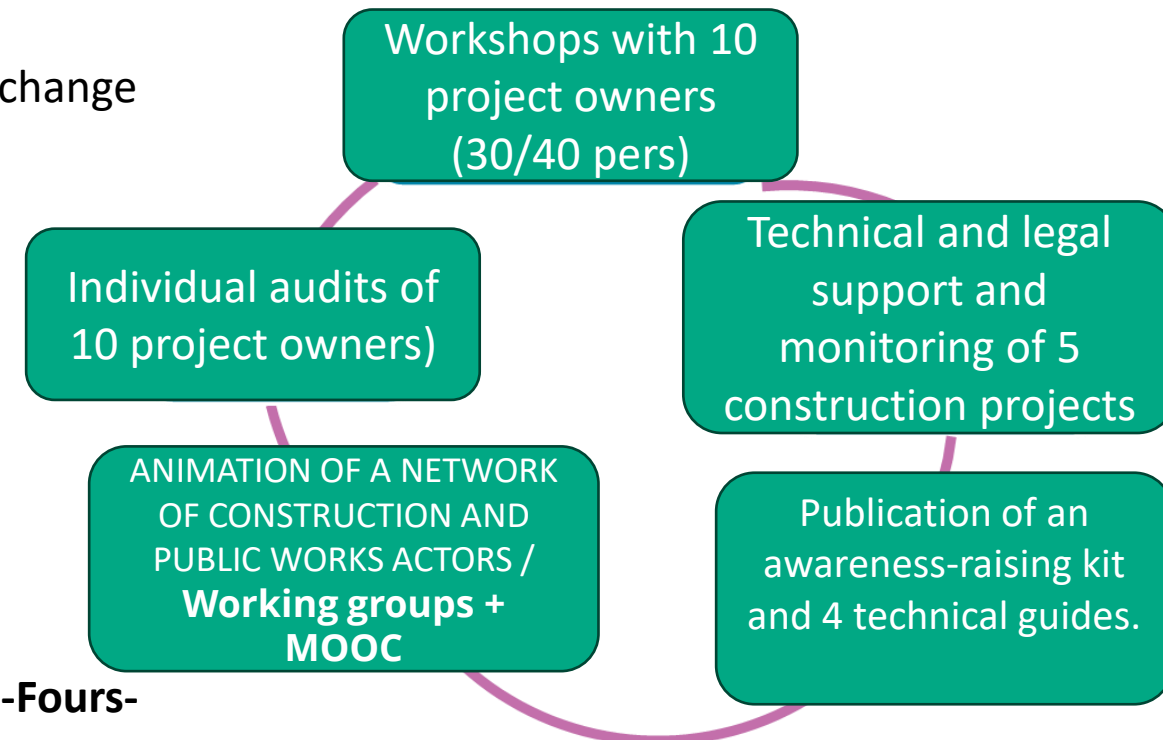 change
Workshops with 10
project owners
(30/40 pers)
Individual audits of
10 project owners)
Technical and legal
support and
monitoring of 5
construction projects
ANIMATION OF A NETWORK
OF CONSTRUCTION AND
PUBLIC WORKS ACTORS /
Working groups +
MOOC
Publication of an
awareness-raising kit
and 4 technical guides.
-Fours-